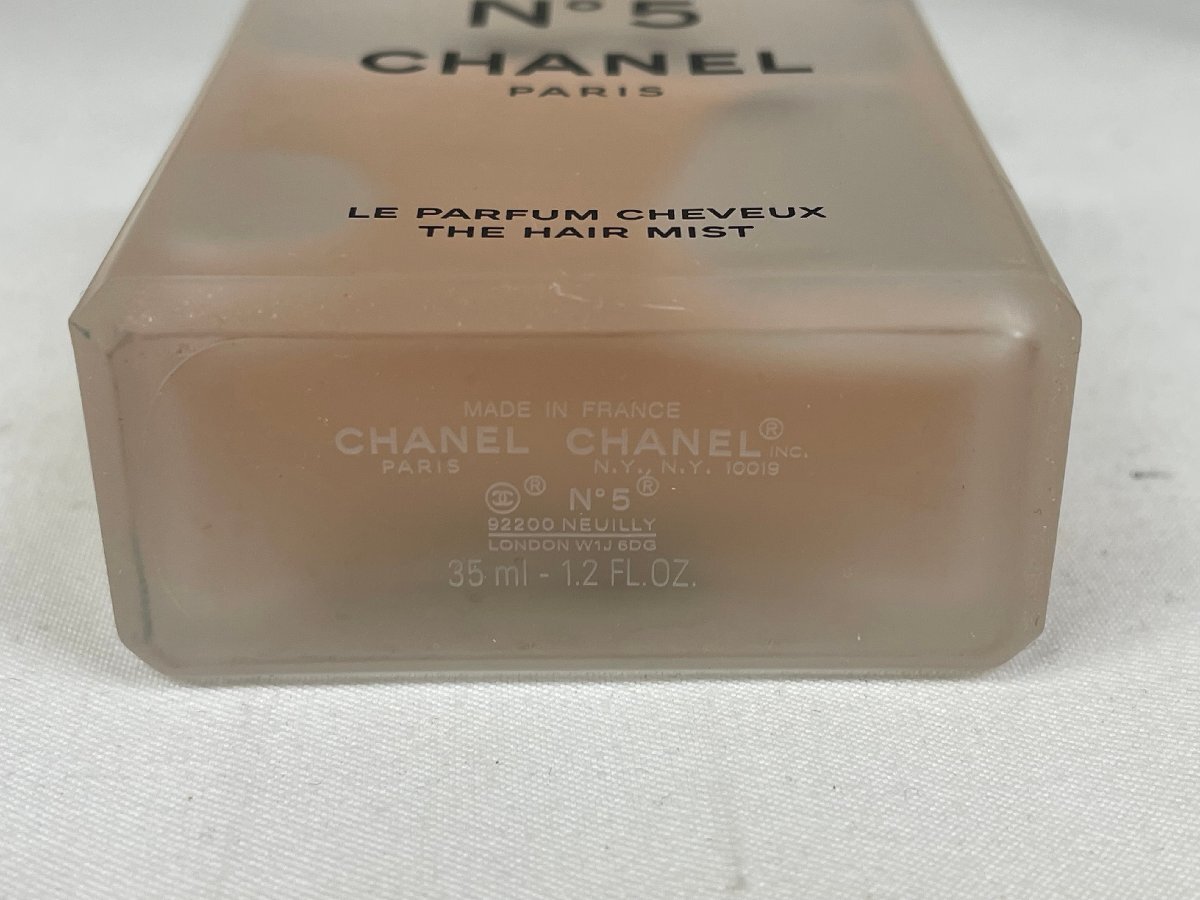 N° 5
CHANEL
PARIS
LE PARFUM CHEVEUX
THE HAIR MIST
MADE IN FRANCE
CHANEL CHANEL® INC.
PARIS N.Y., N.Y. 10019
® N°5®
92200 NEUILLY
LONDON W1J 6DG
35 ml - 1.2 FL.OZ.